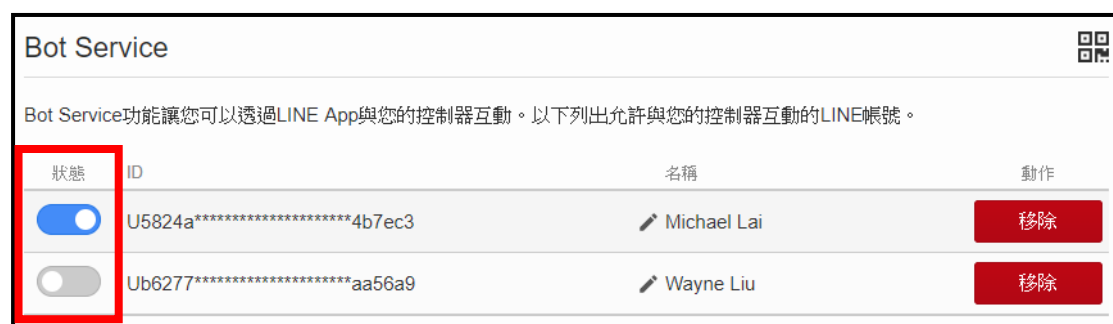 Bot Service
Bot Service功能讓您可以透過LINE App與您的控制器互動。以下列出允許與您的控制器互動的LINE帳號。
狀態 ID 名稱 動作
U5824a*********************4b7ec3 Michael Lai 移除
Ub6277*********************aa56a9 Wayne Liu 移除